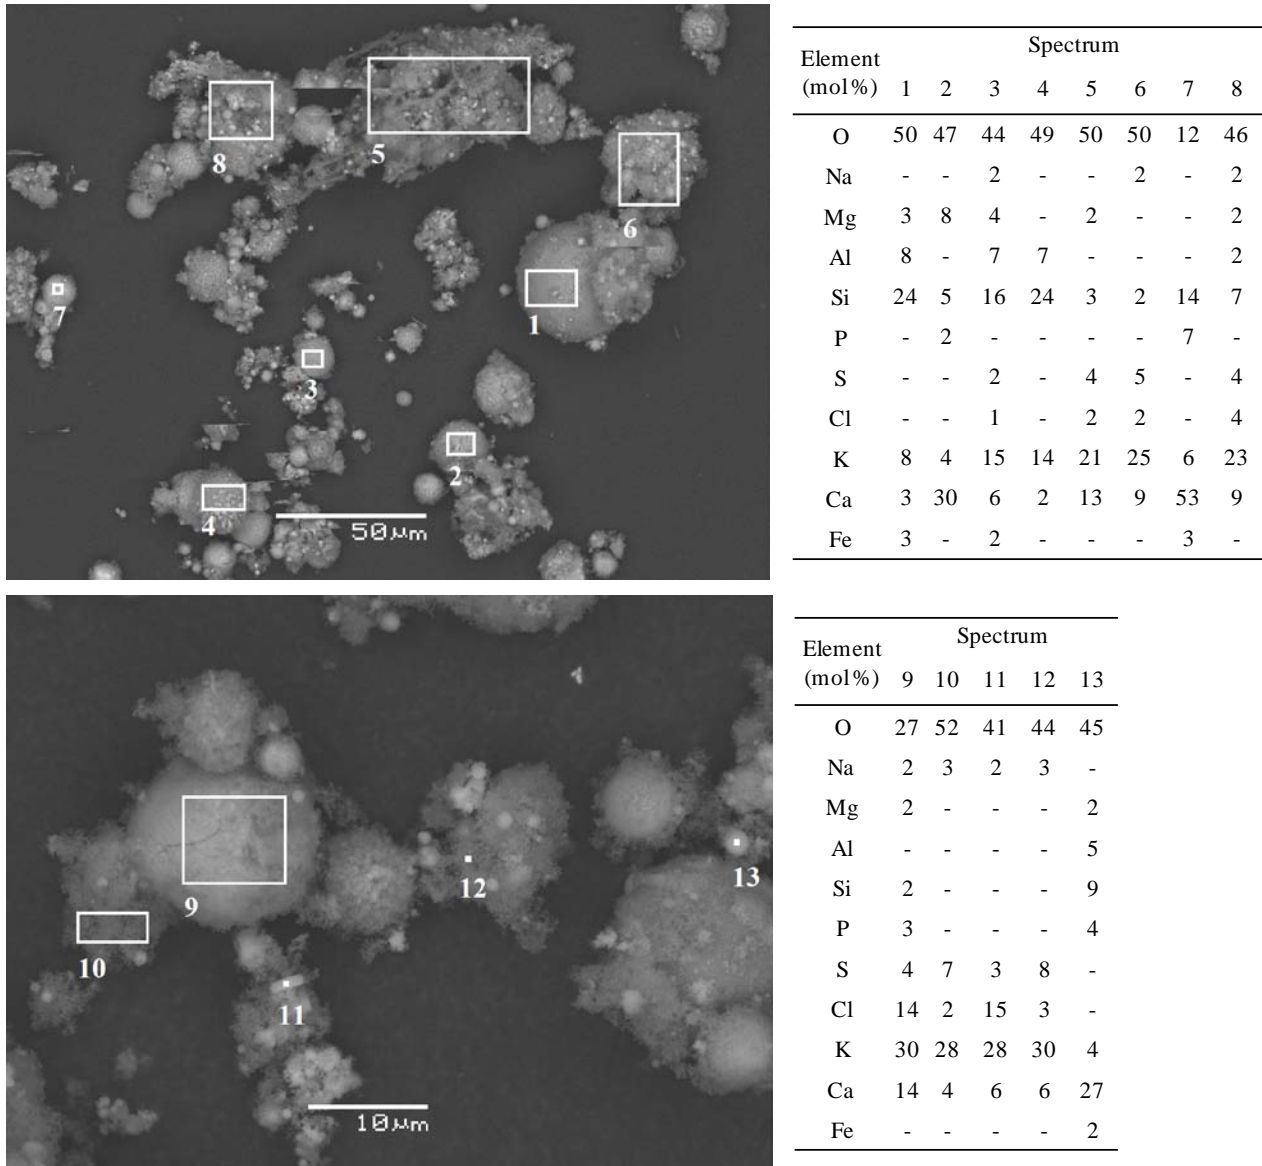 8
5
6
1
7
3
2
4
50µm
Element
(mol%)
Spectrum
1 2 3 4 5 6 7 8
O 50 47 44 49 50 50 12 46
Na - - 2 - - 2 - 2
Mg 3 8 4 - 2 - - 2
Al 8 - 7 7 - - - 2
Si 24 5 16 24 3 2 14 7
P - 2 - - - - 7 -
S - - 2 - 4 5 - 4
Cl - - 1 - 2 2 - 4
K 8 4 15 14 21 25 6 23
Ca 3 30 6 2 13 9 53 9
Fe 3 - 2 - - - 3 -
9
10
11
12
13
10µm
Element
(mol%)
Spectrum
9 10 11 12 13
O 27 52 41 44 45
Na 2 3 2 3 -
Mg 2 - - - 2
Al - - - - 5
Si 2 - - - 9
P 3 - - - 4
S 4 7 3 8 -
Cl 14 2 15 3 -
K 30 28 28 30 4
Ca 14 4 6 6 27
Fe - - - - 2